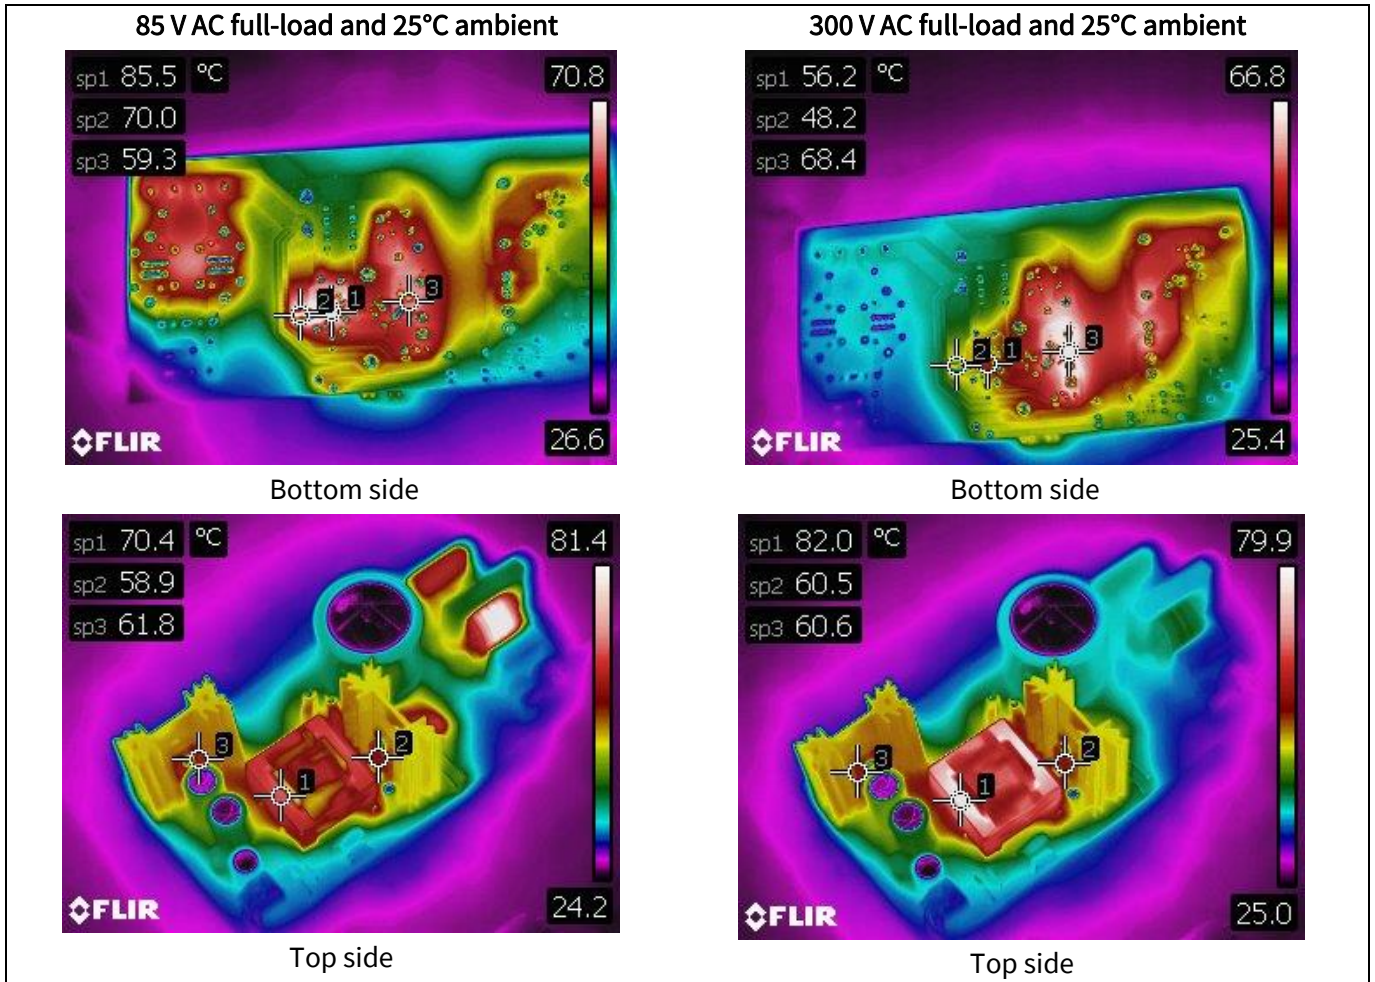 85 V AC full-load and 25°C ambient
300 V AC full-load and 25°C ambient
sp1 85.5 °C
70.8
sp2 70.0
sp3 59.3
2
1
3
FLIR
26.6
sp1 56.2 °C
66.8
sp2 48.2
sp3 68.4
2
1
3
FLIR
25.4
Bottom side
Bottom side
sp1 70.4 °C
81.4
sp2 58.9
sp3 61.8
3
2
1
FLIR
24.2
sp1 82.0 °C
79.9
sp2 60.5
sp3 60.6
3
2
1
FLIR
25.0
Top side
Top side